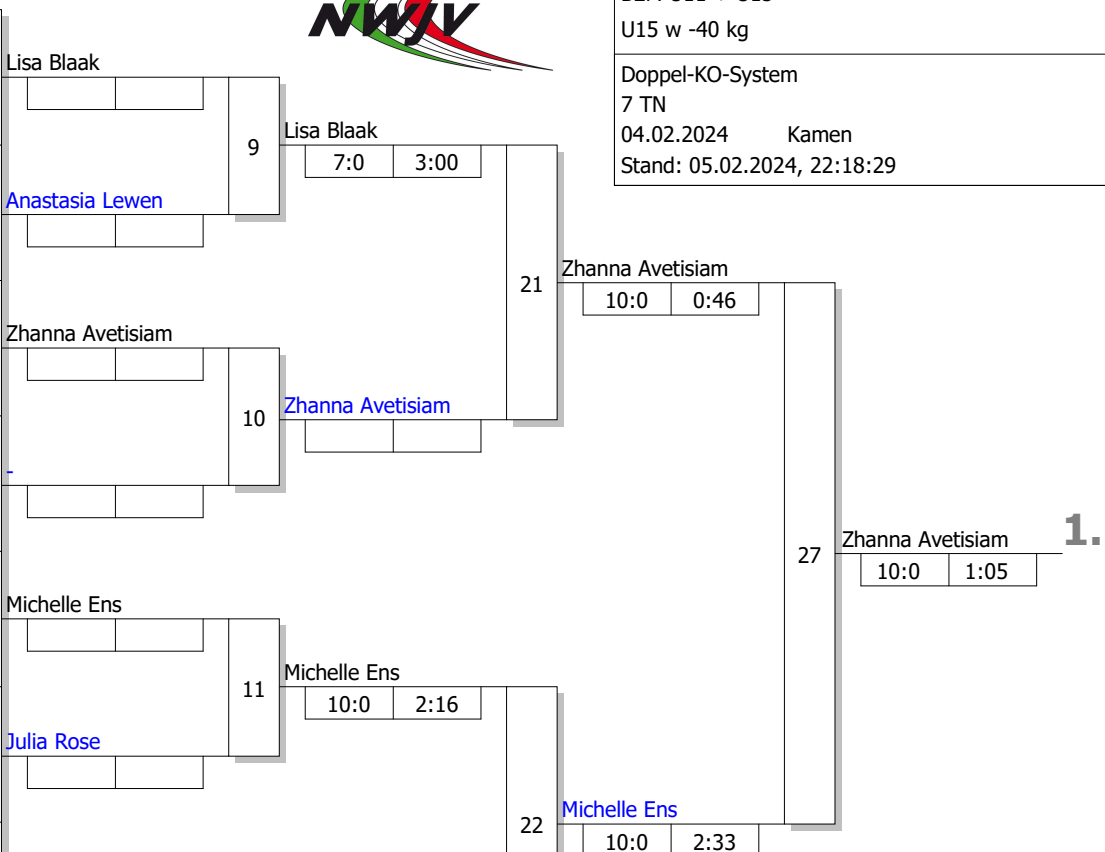 NWJV
U15 w -40 kg
Doppel-KO-System
7 TN
04.02.2024 Kamen
Stand: 05.02.2024, 22:18:29
Lisa Blaak
9
Lisa Blaak
7:0 3:00
Anastasia Lewen
21
Zhanna Avetisiam
10:0 0:46
Zhanna Avetisiam
10
Zhanna Avetisiam
-
27
Zhanna Avetisiam
1.
10:0 1:05
Michelle Ens
11
Michelle Ens
10:0 2:16
Julia Rose
22
Michelle Ens
10:0 2:33